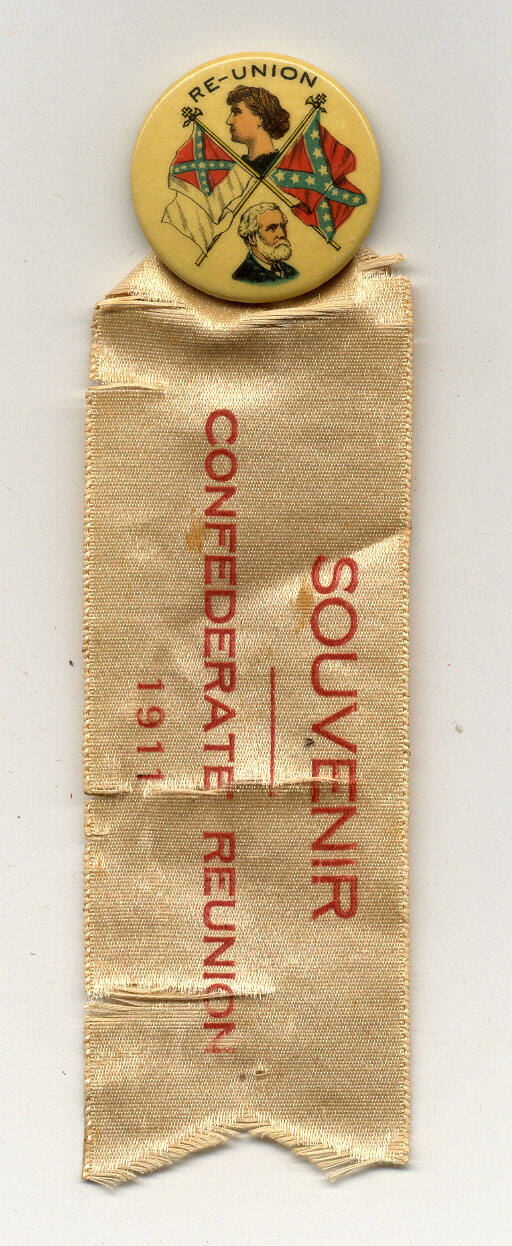 RE-UNION
SOUVENIR
CONFEDERATE REUNION
1911